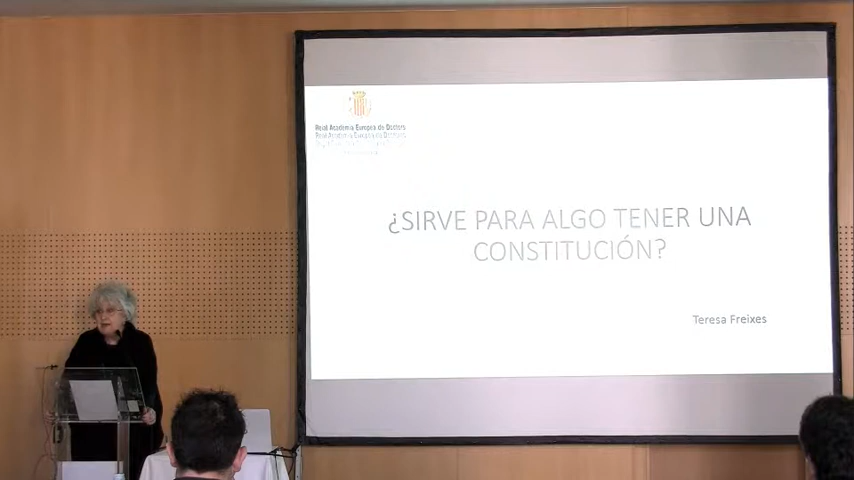 Reial Acadèmia Europea de Doctors
¿SIRVE PARA ALGO TENER UNA
CONSTITUCIÓN?
Teresa Freixes